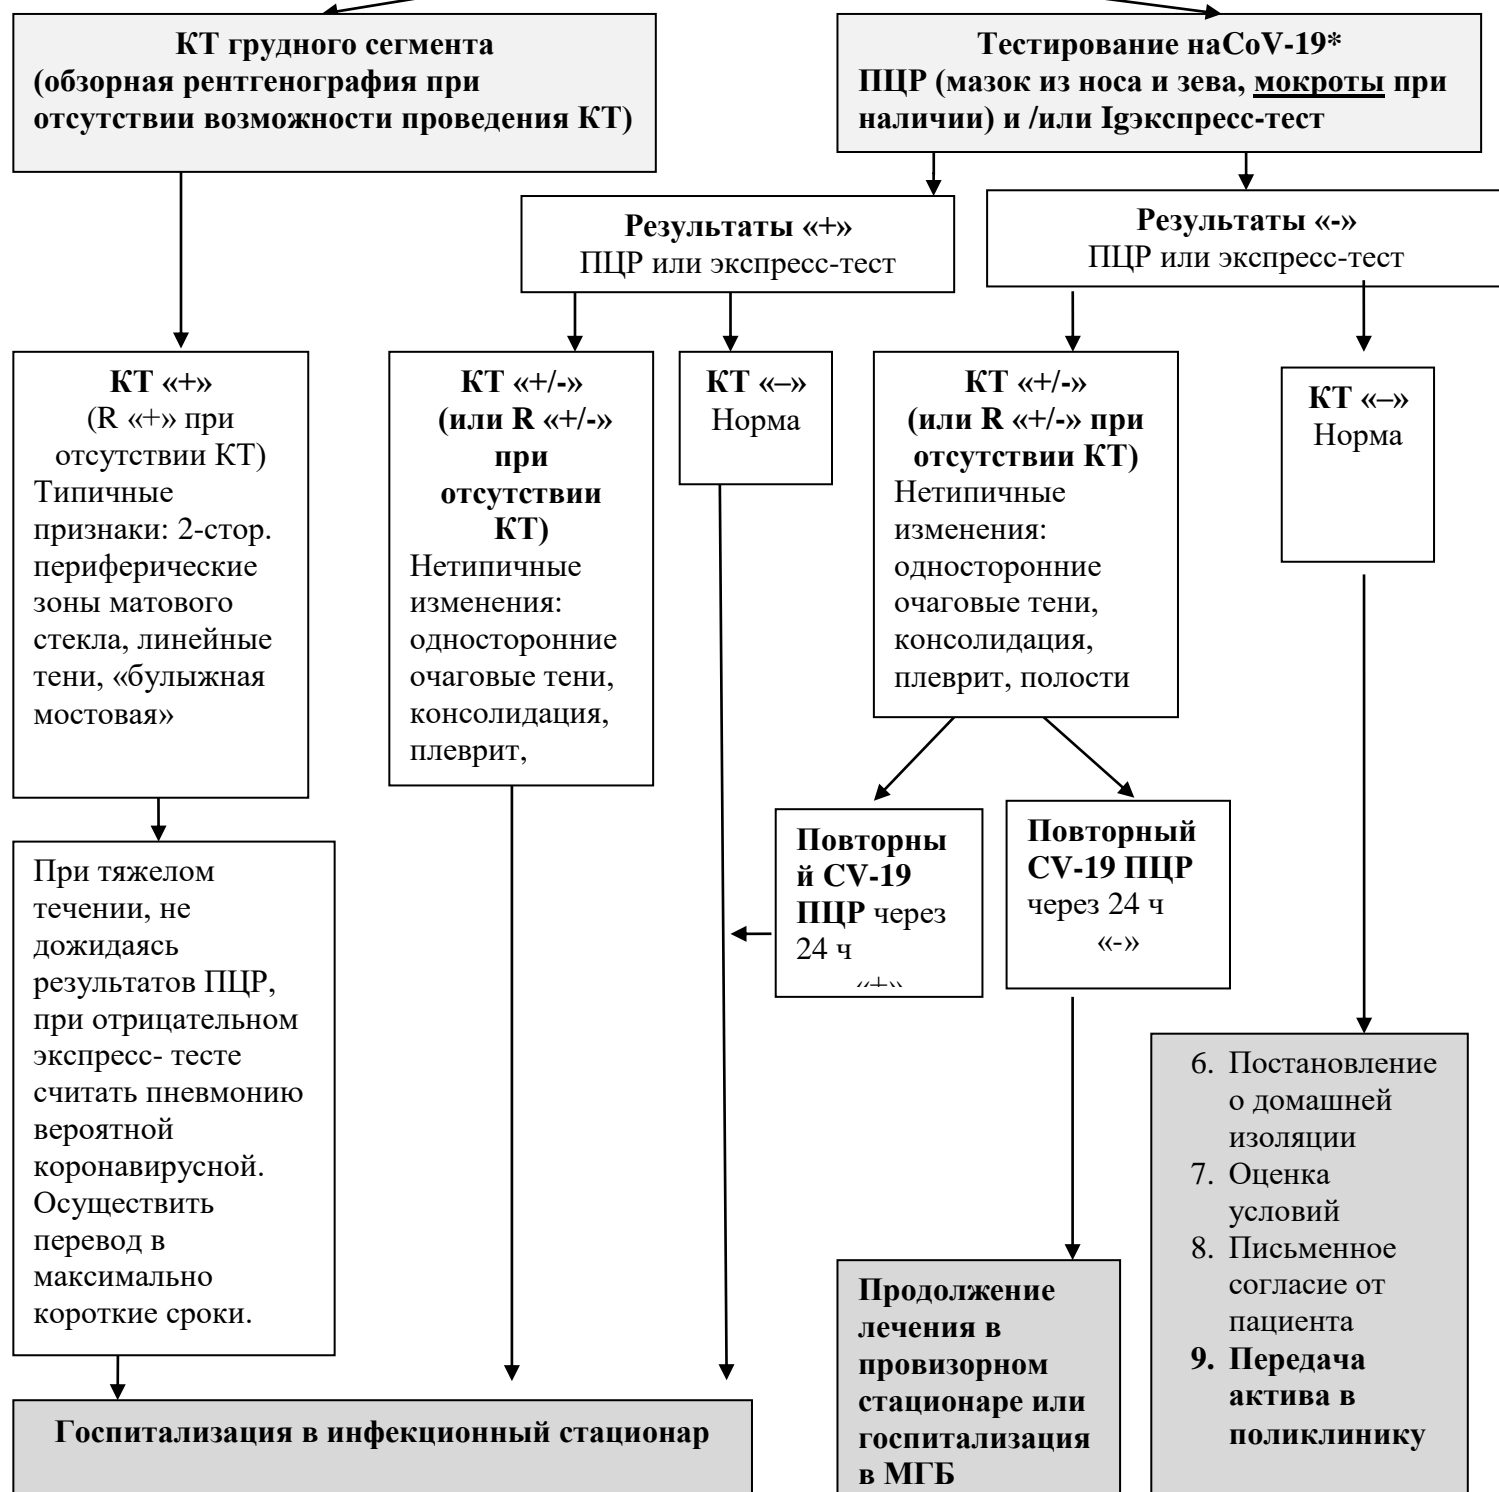 КТ грудного сегмента
(обзорная рентгенография при
отсутствии возможности проведения КТ)
Тестирование наCoV-19*
ПЦР (мазок из носа и зева, мокроты при
наличии) и /или Igэкспресс-тест
Результаты «+»
ПЦР или экспресс-тест
Результаты «-»
ПЦР или экспресс-тест
КТ «+»
(R «+» при
отсутствии КТ)
Типичные
признаки: 2-стор.
периферические
зоны матового
стекла, линейные
тени, «булыжная
мостовая»
КТ «+/-»
(или R «+/-»
при
отсутствии
КТ)
Нетипичные
изменения:
односторонние
очаговые тени,
консолидация,
плеврит,
КТ «–»
Норма
КТ «+/-»
(или R «+/-» при
отсутствии КТ)
Нетипичные
изменения:
односторонние
очаговые тени,
консолидация,
плеврит, полости
КТ «–»
Норма
При тяжелом
течении, не
дожидаясь
результатов ПЦР,
при отрицательном
экспресс- тесте
считать пневмонию
вероятной
коронавирусной.
Осуществить
перевод в
максимально
короткие сроки.
Повторны
й CV-19
ПЦР через
24 ч
«+»
Повторный
CV-19 ПЦР
через 24 ч
«-»
6. Постановление
о домашней
изоляции
7. Оценка
условий
8. Письменное
согласие от
пациента
9. Передача
актива в
поликлинику
Госпитализация в инфекционный стационар
Продолжение
лечения в
провизорном
стационаре или
госпитализация
в МГБ